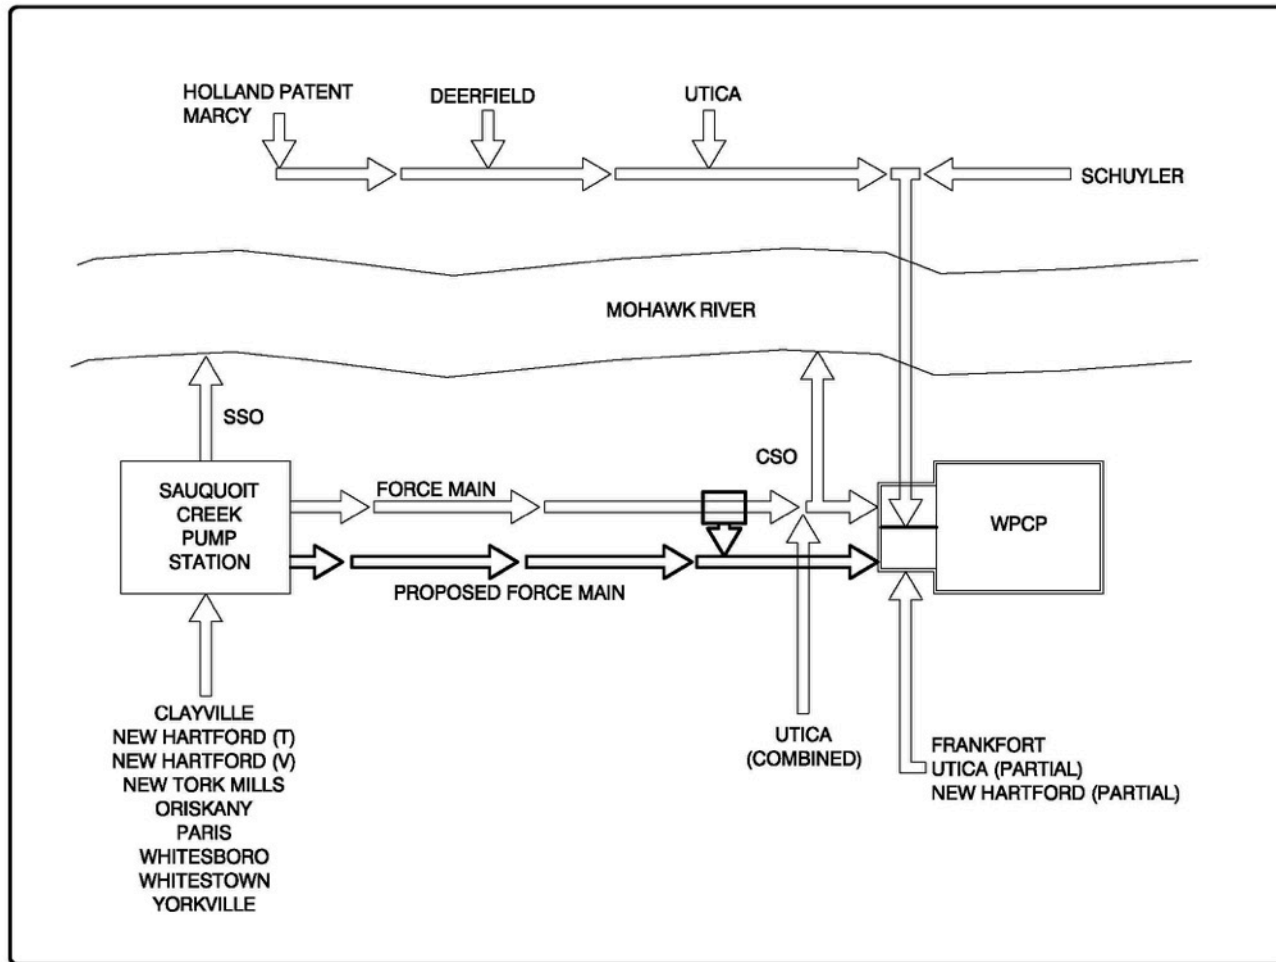 HOLLAND PATENT
MARCY
DEERFIELD
UTICA
SCHUYLER
MOHAWK RIVER
SSO
CSO
SAUQUOIT
CREEK
PUMP
STATION
FORCE MAIN
WPCP
PROPOSED FORCE MAIN
CLAYVILLE
NEW HARTFORD (T)
NEW HARTFORD (V)
NEW TORK MILLS
ORISKANY
PARIS
WHITESBORO
WHITESTOWN
YORKVILLE
UTICA
(COMBINED)
FRANKFORT
UTICA (PARTIAL)
NEW HARTFORD (PARTIAL)